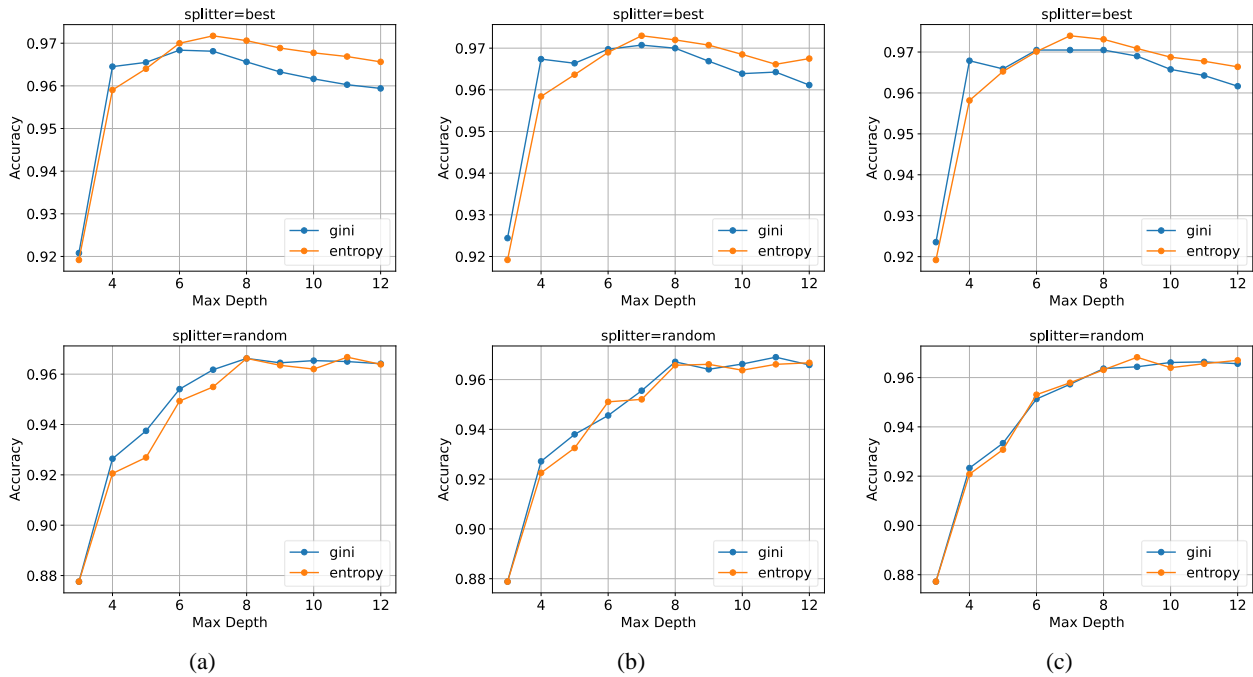 splitter=best
0.97
0.96
0.95
0.94
0.93
0.92
Accuracy
gini
entropy
4 6 8 10 12
Max Depth
splitter=random
0.96
0.94
0.92
0.90
0.88
Accuracy
gini
entropy
4 6 8 10 12
Max Depth
(a)
splitter=best
0.97
0.96
0.95
0.94
0.93
0.92
Accuracy
gini
entropy
4 6 8 10 12
Max Depth
splitter=random
0.96
0.94
0.92
0.90
0.88
Accuracy
gini
entropy
4 6 8 10 12
Max Depth
(b)
splitter=best
0.97
0.96
0.95
0.94
0.93
0.92
Accuracy
gini
entropy
4 6 8 10 12
Max Depth
splitter=random
0.96
0.94
0.92
0.90
0.88
Accuracy
gini
entropy
4 6 8 10 12
Max Depth
(c)